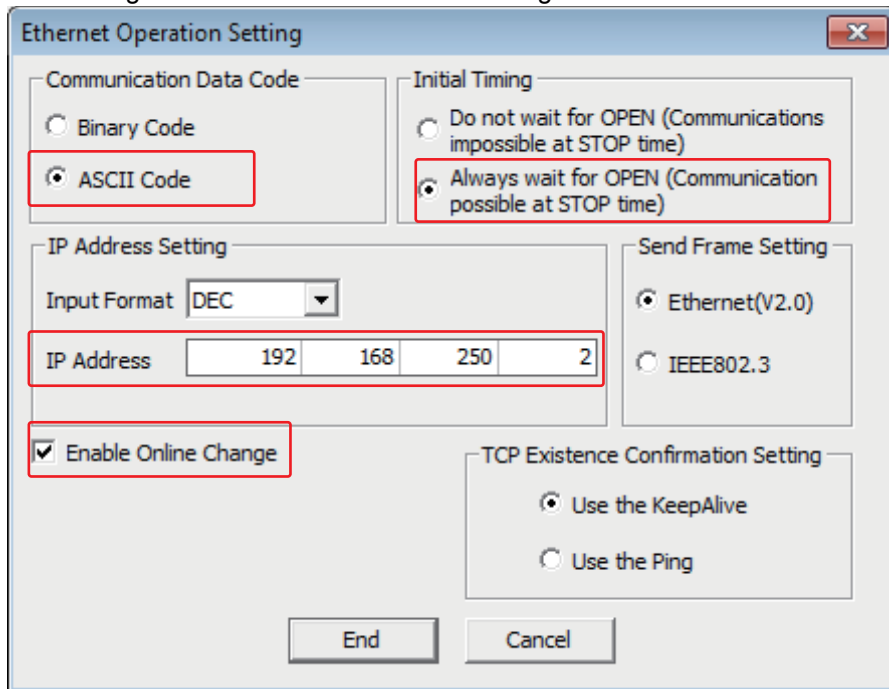 Ethernet Operation Setting
Communication Data Code
Binary Code
ASCII Code
Initial Timing
Do not wait for OPEN (Communications
impossible at STOP time)
Always wait for OPEN (Communication
possible at STOP time)
IP Address Setting
Input Format DEC
IP Address 192 168 250 2
Send Frame Setting
Ethernet(V2.0)
IEEE802.3
Enable Online Change
TCP Existence Confirmation Setting
Use the KeepAlive
Use the Ping
End Cancel